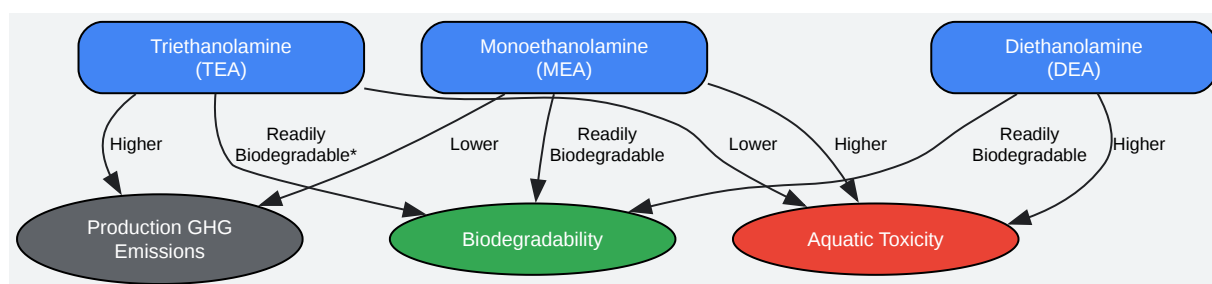 Triethanolamine
(TEA)
Monoethanolamine
(MEA)
Diethanolamine
(DEA)
Higher
Readily
Biodegradable*
Lower
Readily
Biodegradable
Lower
Higher
Readily
Biodegradable
Higher
Production GHG
Emissions
Biodegradability
Aquatic Toxicity